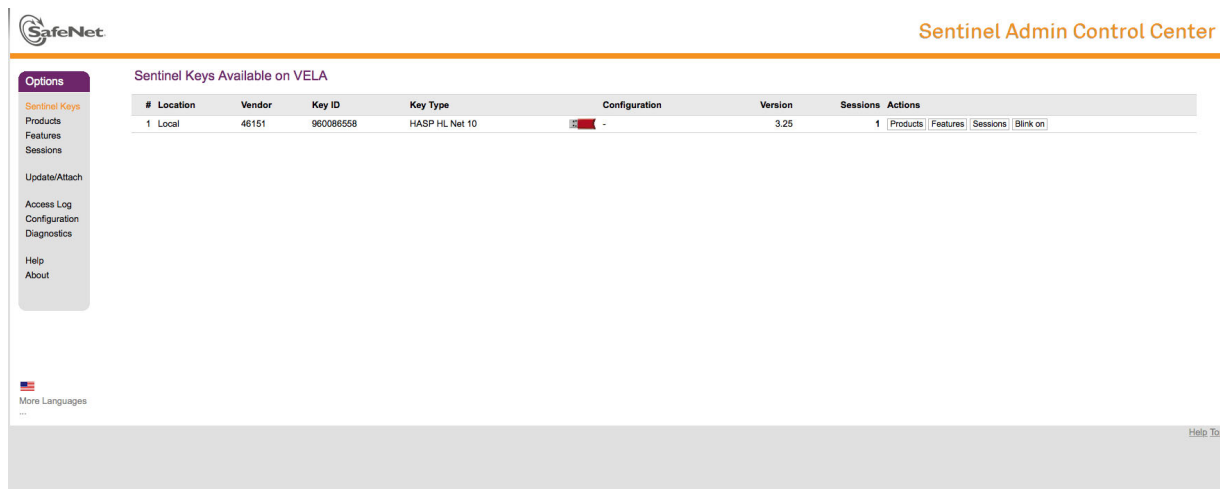 SafeNet.
Sentinel Admin Control Center
Options
Sentinel Keys
Products
Features
Sessions
Update/Attach
Access Log
Configuration
Diagnostics
Help
About
More Languages
...
Sentinel Keys Available on VELA
# Location Vendor Key ID Key Type Configuration Version Sessions Actions
1 Local 46151 960086558 HASP HL Net 10 - 3.25 1 Products Features Sessions Blink on
Help To